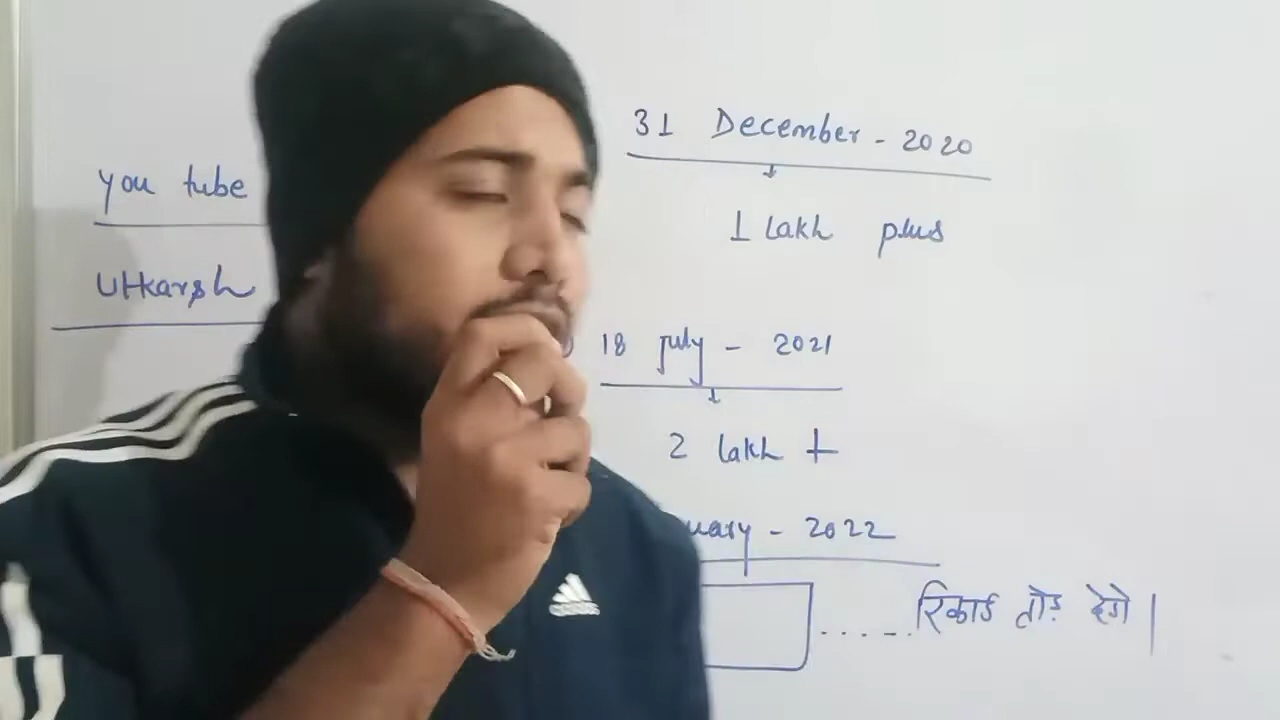 you tube
Utkarsh
31 December - 2020
1 Lakh plus
18 july - 2021
2 Lakh +
uary - 2022
..... रिकार्ड तोड़ देगे |
adidas